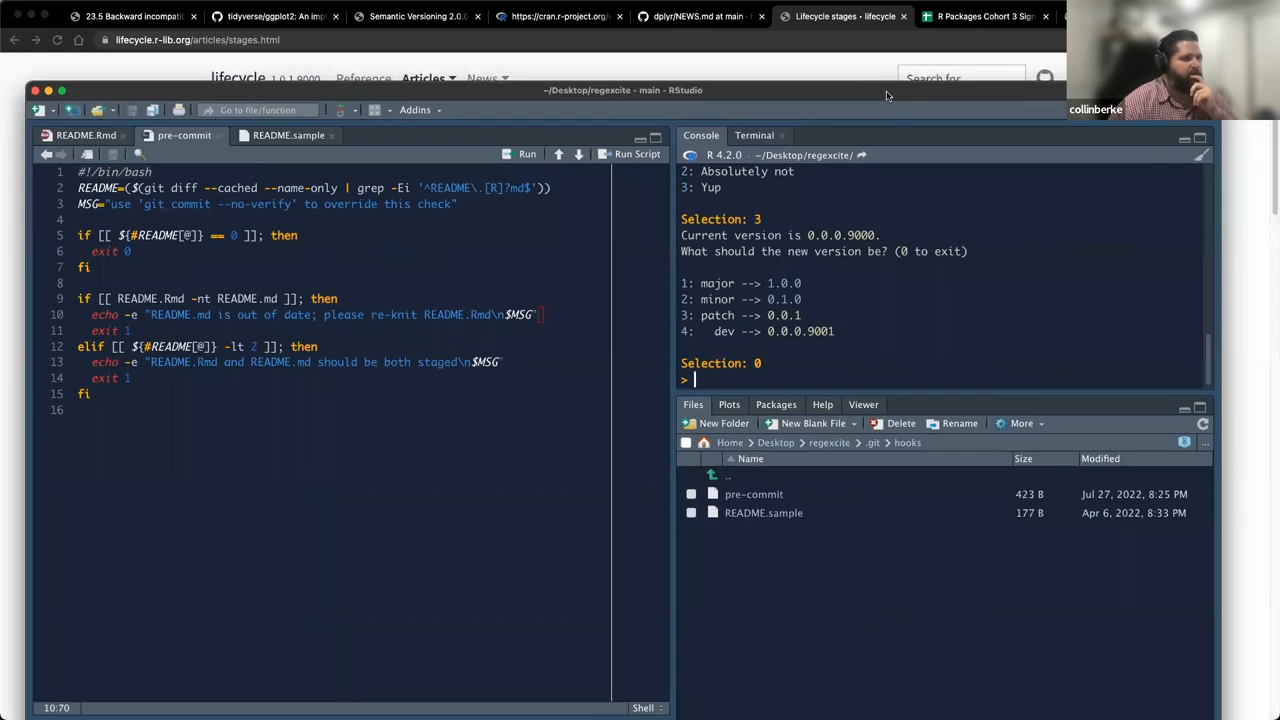 23.5 Backward incompatib
tidyverse/ggplot2: An imp
Semantic Versioning 2.0.0
https://cran.r-project.org/
dplyr/NEWS.md at main · t
Lifecycle stages • lifecycle
R Packages Cohort 3 Sign
lifecycle.r-lib.org/articles/stages.html
lifecycle 1.0.1.9000 Reference Articles News
Search for
collinberke
~/Desktop/regexcite - main - RStudio
Go to file/function
Addins
README.Rmd
pre-commit
README.sample
Run
Run Script
1 #!/bin/bash
2 README=($(git diff --cached --name-only | grep -Ei '^README\.[R]?md$'))
3 MSG="use 'git commit --no-verify' to override this check"
4
5 if [[ ${#README[@]} == 0 ]]; then
6 exit 0
7 fi
8
9 if [[ README.Rmd -nt README.md ]]; then
10 echo -e "README.md is out of date; please re-knit README.Rmd\n$MSG"
11 exit 1
12 elif [[ ${#README[@]} -lt 2 ]]; then
13 echo -e "README.Rmd and README.md should be both staged\n$MSG"
14 exit 1
15 fi
16
10:70
Shell
Console Terminal
R 4.2.0 · ~/Desktop/regexcite/
2: Absolutely not
3: Yup
Selection: 3
Current version is 0.0.0.9000.
What should the new version be? (0 to exit)
1: major --> 1.0.0
2: minor --> 0.1.0
3: patch --> 0.0.1
4: dev --> 0.0.0.9001
Selection: 0
>
Files Plots Packages Help Viewer
New Folder New Blank File Delete Rename More
Home Desktop regexcite .git hooks
Name Size Modified
..
pre-commit 423 B Jul 27, 2022, 8:25 PM
README.sample 177 B Apr 6, 2022, 8:33 PM